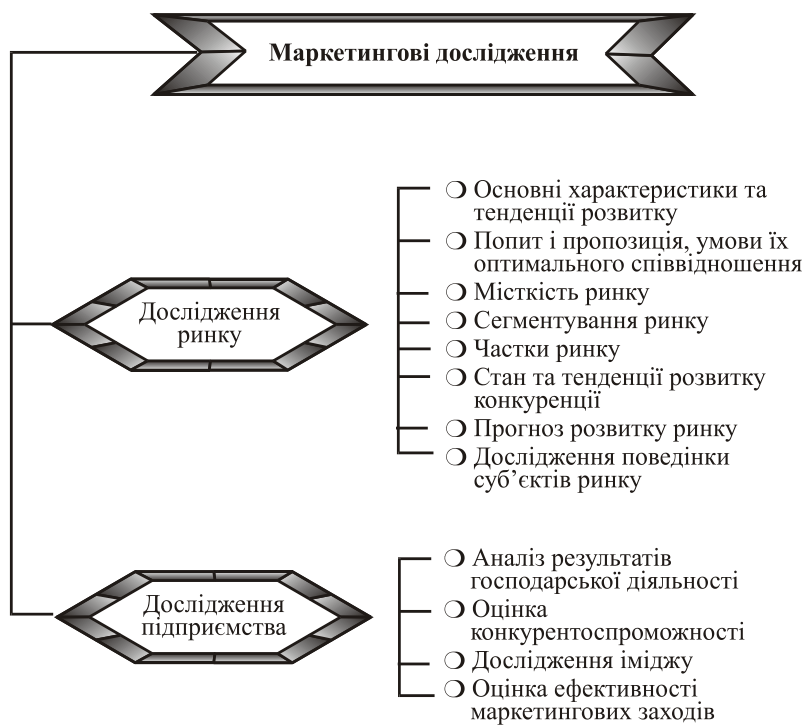 Маркетингові дослідження
Дослідження
ринку
Основні характеристики та
тенденції розвитку
Попит і пропозиція, умови їх
оптимального співвідношення
Місткість ринку
Сегментування ринку
Частки ринку
Стан та тенденції розвитку
конкуренції
Прогноз розвитку ринку
Дослідження поведінки
суб’єктів ринку
Дослідження
підприємства
Аналіз результатів
господарської діяльності
Оцінка
конкурентоспроможності
Дослідження іміджу
Оцінка ефективності
маркетингових заходів